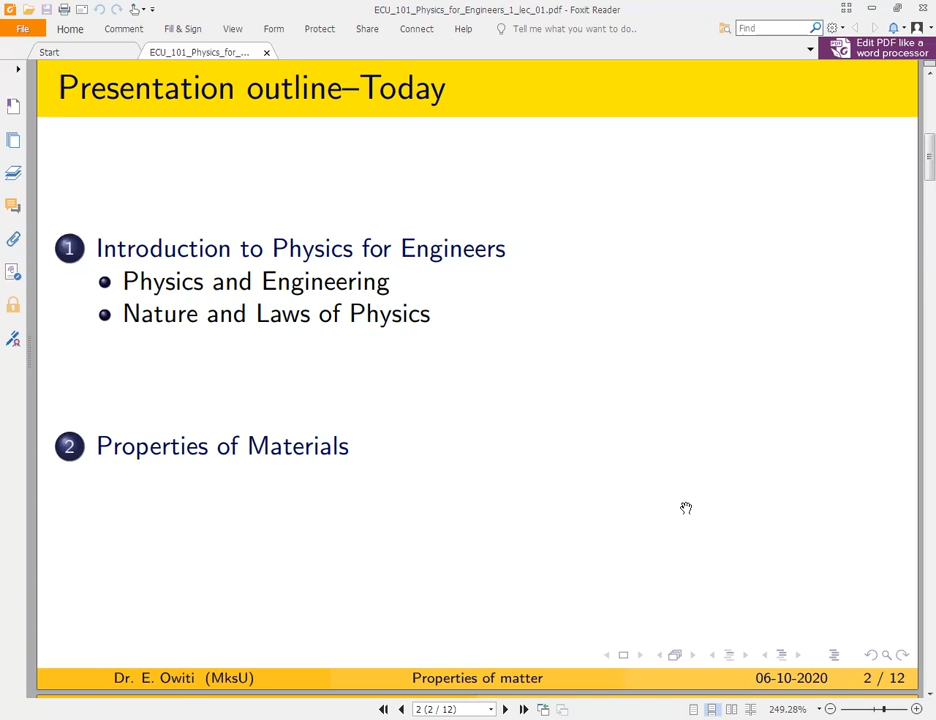 ECU_101_Physics_for_Engineers_1_lec_01.pdf - Foxit Reader
File Home Comment Fill & Sign View Form Protect Share Connect Help Tell me what you want to do.. Find
Start ECU_101_Physics_for_... Edit PDF like a
word processor
Presentation outline–Today
1 Introduction to Physics for Engineers
Physics and Engineering
Nature and Laws of Physics
2 Properties of Materials
Dr. E. Owiti (MksU) Properties of matter 06-10-2020 2 / 12
2 (2 / 12) 249.28%